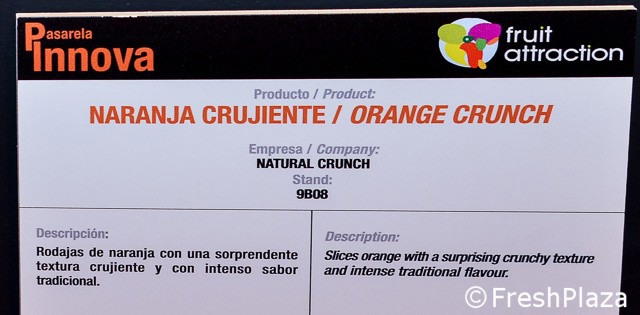 Pasarela
Innova
fruit
attraction
Producto / Product:
NARANJA CRUJIENTE / ORANGE CRUNCH
Empresa / Company:
NATURAL CRUNCH
Stand:
9B08
Descripción:
Rodajas de naranja con una sorprendente
textura crujiente y con intenso sabor
tradicional.
Description:
Slices orange with a surprising crunchy texture
and intense traditional flavour.
©FreshPlaza